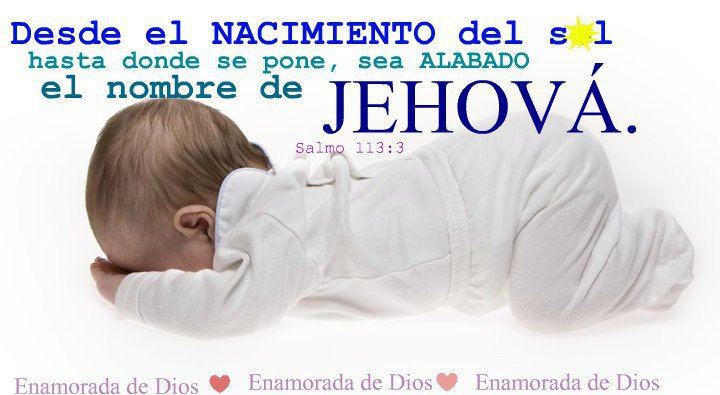 Desde el NACIMIENTO del sol
hasta donde se pone, sea ALABADO
el nombre de JEHOVÁ.
Salmo 113:3
Enamorada de Dios Enamorada de Dios Enamorada de Dios